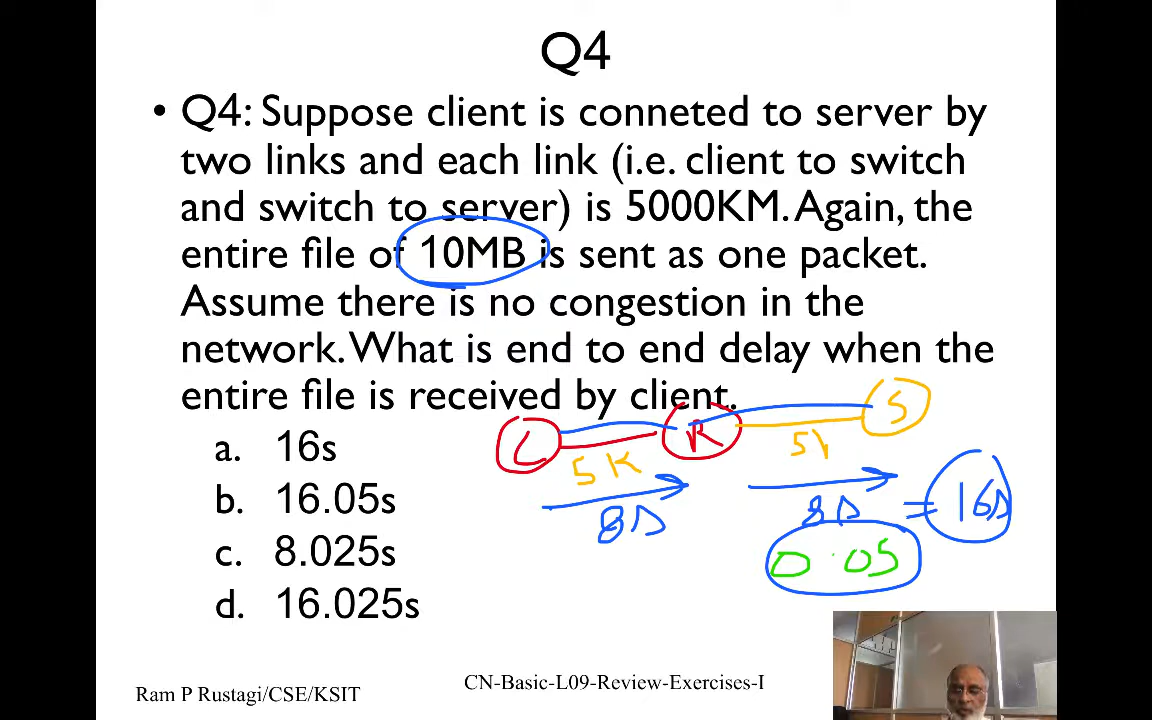 Q4
• Q4: Suppose client is conneted to server by
two links and each link (i.e. client to switch
and switch to server) is 5000KM. Again, the
entire file of 10MB is sent as one packet.
Assume there is no congestion in the
network. What is end to end delay when the
entire file is received by client.
a. 16s
b. 16.05s
c. 8.025s
d. 16.025s
C R S
5K
8s 8s = 16s
0.05
Ram P Rustagi/CSE/KSIT
CN-Basic-L09-Review-Exercises-I